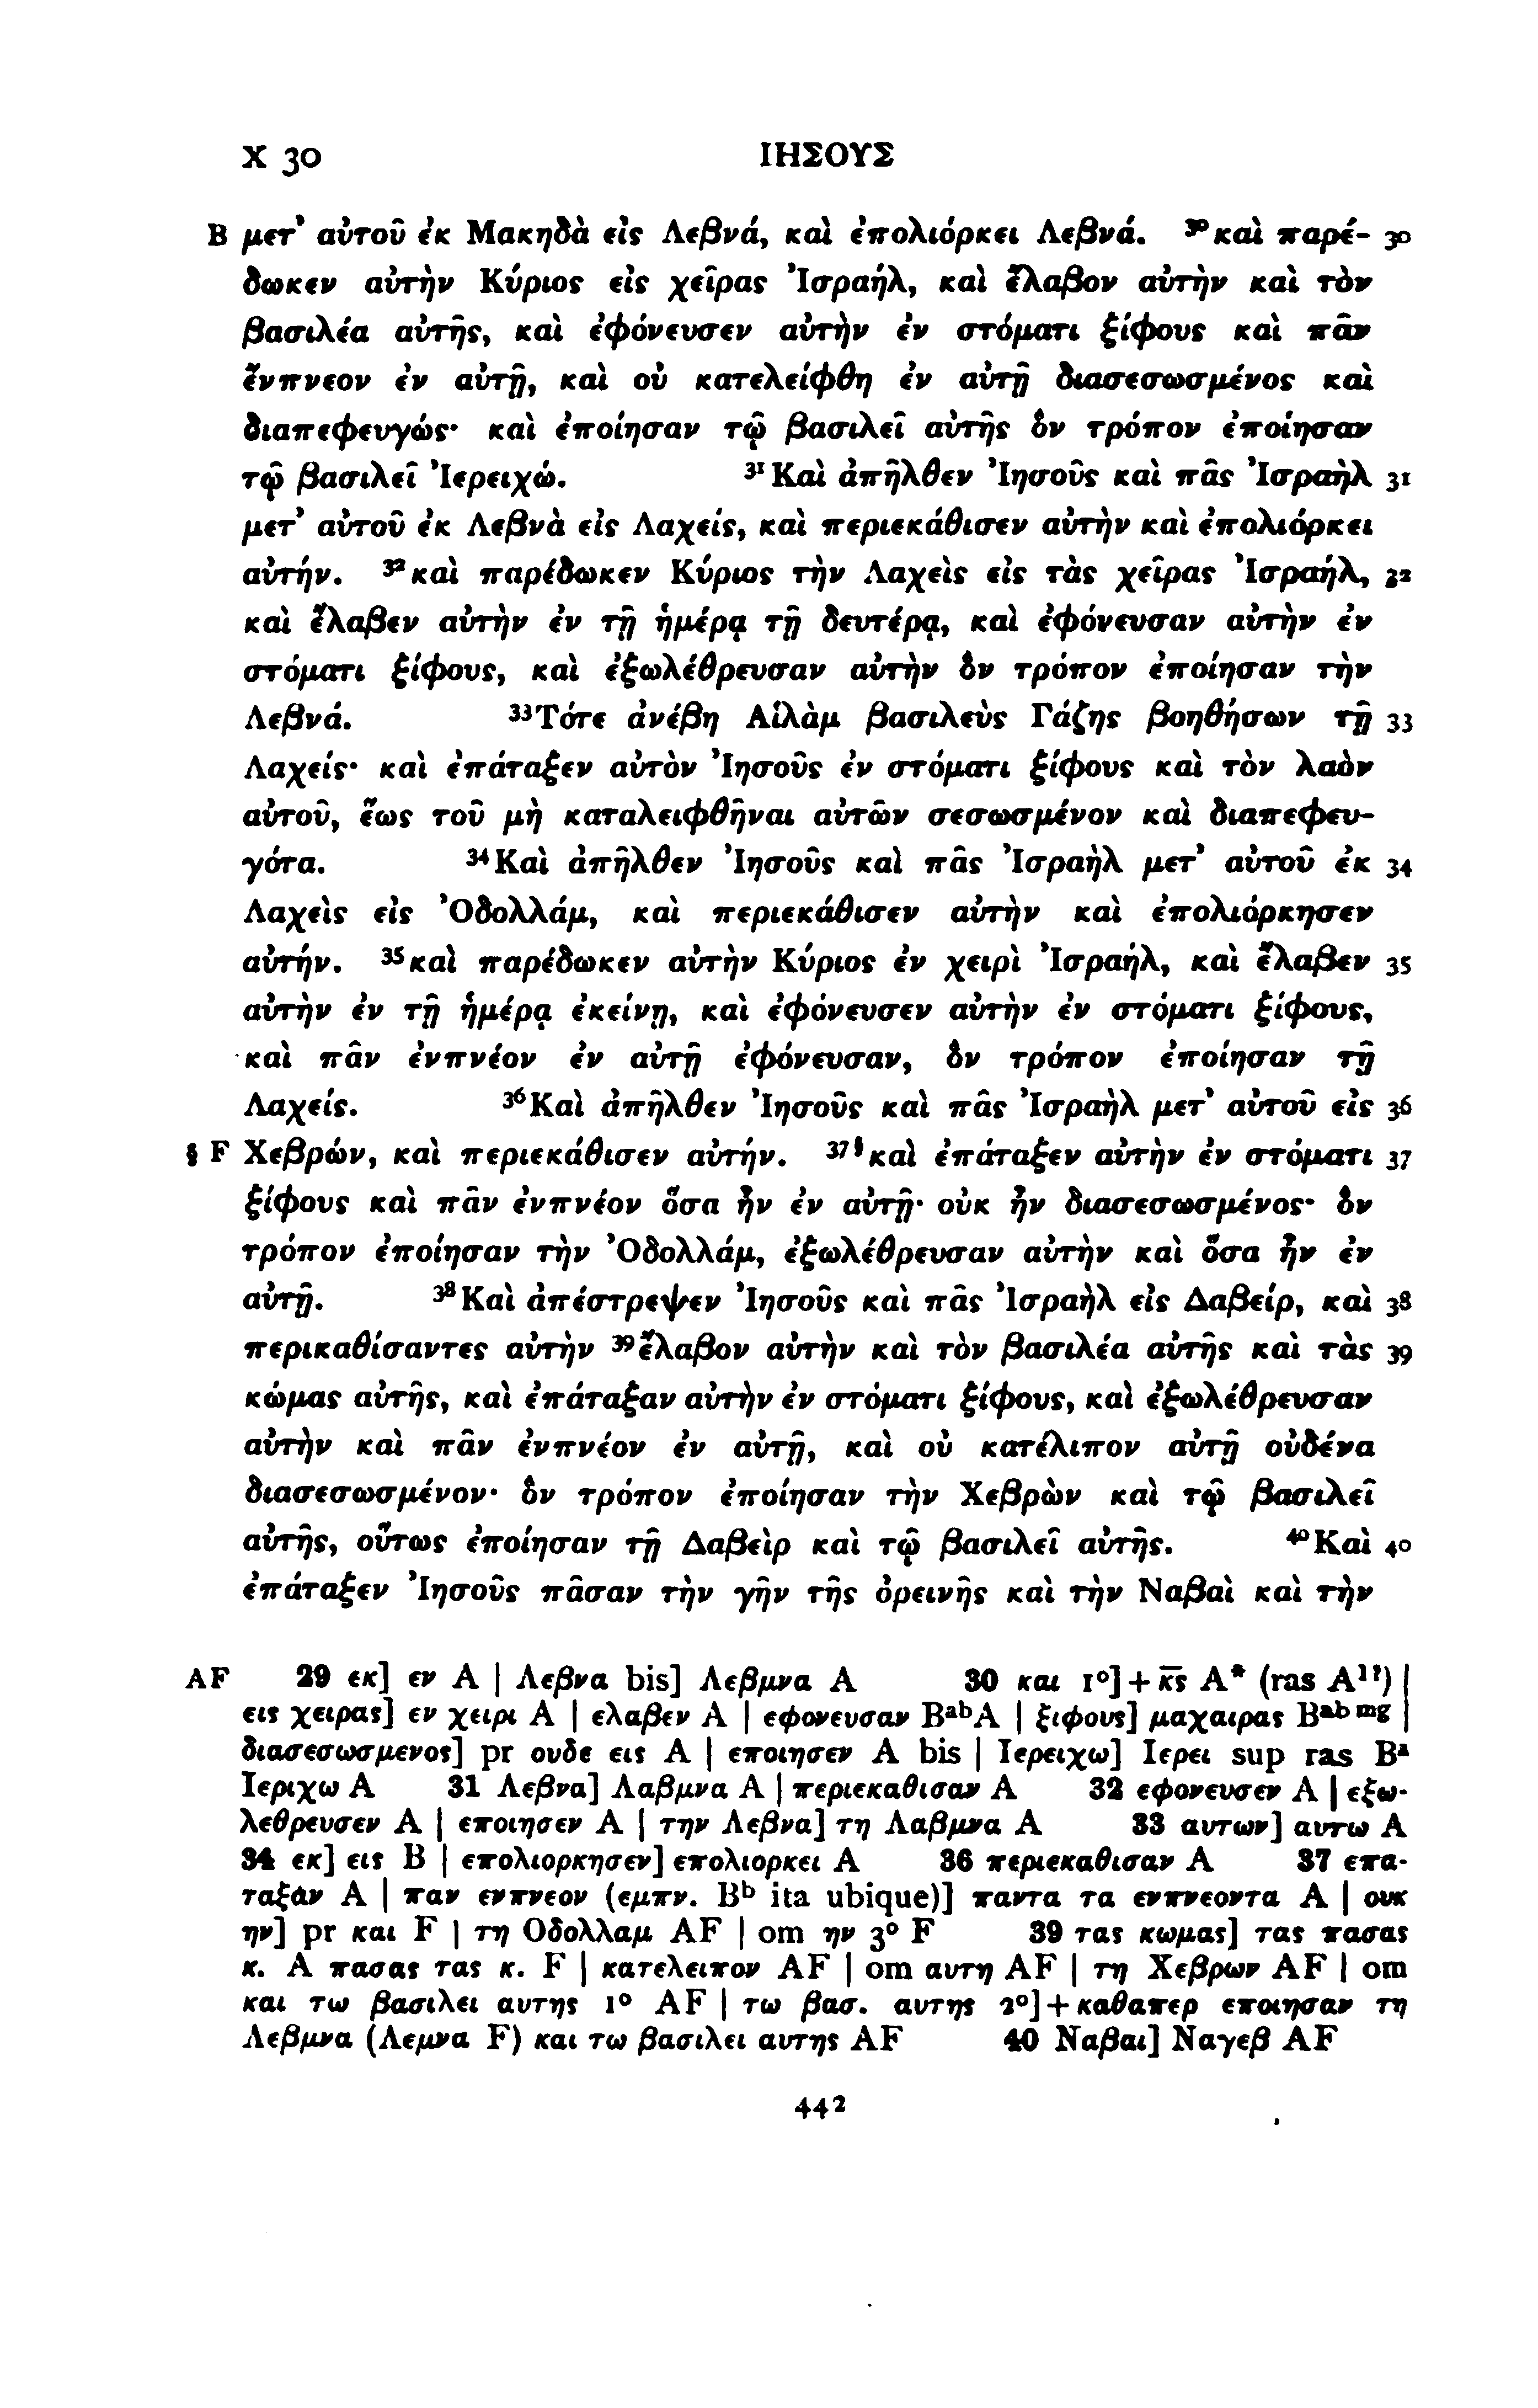 X 30 ΙΗΣΟΥΣ
B μετ᾽ αὐτοῦ ἐκ Μακηδὰ εἰς Λεβνά, καὶ ἐπολιόρκει Λεβνά. ³⁰καὶ παρέ- 30
δωκεν αὐτὴν Κύριος εἰς χεῖρας Ἰσραήλ, καὶ ἔλαβον αὐτὴν καὶ τὸν
βασιλέα αὐτῆς, καὶ ἐφόνευσεν αὐτὴν ἐν στόματι ξίφους καὶ πᾶν
ἔνπνεον ἐν αὐτῇ, καὶ οὐ κατελείφθη ἐν αὐτῇ διασεσωσμένος καὶ
διαπεφευγώς· καὶ ἐποίησαν τῷ βασιλεῖ αὐτῆς ὃν τρόπον ἐποίησαν
τῷ βασιλεῖ Ἰερειχώ. ³¹Καὶ ἀπῆλθεν Ἰησοῦς καὶ πᾶς Ἰσραὴλ 31
μετ᾽ αὐτοῦ ἐκ Λεβνὰ εἰς Λαχείς, καὶ περιεκάθισεν αὐτὴν καὶ ἐπολιόρκει
αὐτήν. ³²καὶ παρέδωκεν Κύριος τὴν Λαχεὶς εἰς τὰς χεῖρας Ἰσραήλ, 32
καὶ ἔλαβεν αὐτὴν ἐν τῇ ἡμέρᾳ τῇ δευτέρᾳ, καὶ ἐφόνευσαν αὐτὴν ἐν
στόματι ξίφους, καὶ ἐξωλέθρευσαν αὐτὴν ὃν τρόπον ἐποίησαν τὴν
Λεβνά. ³³Τότε ἀνέβη Αἰλὰμ βασιλεὺς Γάζης βοηθήσων τῇ 33
Λαχείς· καὶ ἐπάταξεν αὐτὸν Ἰησοῦς ἐν στόματι ξίφους καὶ τὸν λαὸν
αὐτοῦ, ἕως τοῦ μὴ καταλειφθῆναι αὐτῶν σεσωσμένον καὶ διαπεφευ-
γότα. ³⁴Καὶ ἀπῆλθεν Ἰησοῦς καὶ πᾶς Ἰσραὴλ μετ᾽ αὐτοῦ ἐκ 34
Λαχεὶς εἰς Ὀδολλάμ, καὶ περιεκάθισεν αὐτὴν καὶ ἐπολιόρκησεν
αὐτήν. ³⁵καὶ παρέδωκεν αὐτὴν Κύριος ἐν χειρὶ Ἰσραήλ, καὶ ἔλαβεν 35
αὐτὴν ἐν τῇ ἡμέρᾳ ἐκείνῃ, καὶ ἐφόνευσεν αὐτὴν ἐν στόματι ξίφους,
καὶ πᾶν ἐνπνέον ἐν αὐτῇ ἐφόνευσαν, ὃν τρόπον ἐποίησαν τῇ
Λαχείς. ³⁶Καὶ ἀπῆλθεν Ἰησοῦς καὶ πᾶς Ἰσραὴλ μετ᾽ αὐτοῦ εἰς 36
§ F Χεβρών, καὶ περιεκάθισεν αὐτήν. ³⁷ §καὶ ἐπάταξεν αὐτὴν ἐν στόματι 37
ξίφους καὶ πᾶν ἐνπνέον ὅσα ἦν ἐν αὐτῇ· οὐκ ἦν διασεσωσμένος· ὃν
τρόπον ἐποίησαν τὴν Ὀδολλάμ, ἐξωλέθρευσαν αὐτὴν καὶ ὅσα ἦν ἐν
αὐτῇ. ³⁸Καὶ ἀπέστρεψεν Ἰησοῦς καὶ πᾶς Ἰσραὴλ εἰς Δαβείρ, καὶ 38
περικαθίσαντες αὐτὴν ³⁹ἔλαβον αὐτὴν καὶ τὸν βασιλέα αὐτῆς καὶ τὰς 39
κώμας αὐτῆς, καὶ ἐπάταξαν αὐτὴν ἐν στόματι ξίφους, καὶ ἐξωλέθρευσαν
αὐτὴν καὶ πᾶν ἐνπνέον ἐν αὐτῇ, καὶ οὐ κατέλιπον αὐτῇ οὐδένα
διασεσωσμένον· ὃν τρόπον ἐποίησαν τὴν Χεβρὼν καὶ τῷ βασιλεῖ
αὐτῆς, οὕτως ἐποίησαν τῇ Δαβεὶρ καὶ τῷ βασιλεῖ αὐτῆς. ⁴⁰Καὶ 40
ἐπάταξεν Ἰησοῦς πᾶσαν τὴν γῆν τῆς ὀρεινῆς καὶ τὴν Ναβαὶ καὶ τὴν
AF 29 εκ] εν A | Λεβνα bis] Λεβμνα A 30 και 1°] + κ̅ς̅ A* (ras A¹') |
εις χειρας] εν χειρι A | ελαβεν A | εφονευσαν Bᵃᵇ A | ξιφους] μαχαιρας Bᵃᵇ ᵐᵍ |
διασεσωσμενος] pr ουδε εις A | εποιησεν A bis | Ιερειχω] Ιερει sup ras Bᵃ
Ιεριχω A 31 Λεβνα] Λαβμνα A | περιεκαθισαν A 32 εφονευσεν A | εξω-
λεθρευσεν A | εποιησεν A | την Λεβνα] τη Λαβμνα A 33 αυτων] αυτω A
34 εκ] εις B | επολιορκησεν] επολιορκει A 36 περιεκαθισαν A 37 επα-
ταξαν A | παν ενπνεον (εμπν. Bᵇ ita ubique)] παντα τα ενπνεοντα A | ουκ
ην] pr και F | τη Οδολλαμ AF | om ην 3° F 39 τας κωμας] τας πασας
κ. A πασας τας κ. F | κατελειπον AF | om αυτη AF | τη Χεβρων AF | om
και τω βασιλει αυτης 1° AF | τω βασ. αυτης 2°] + καθαπερ εποιησαν τη
Λεβμνα (Λεμνα F) και τω βασιλει αυτης AF 40 Ναβαι] Ναγεβ AF
442